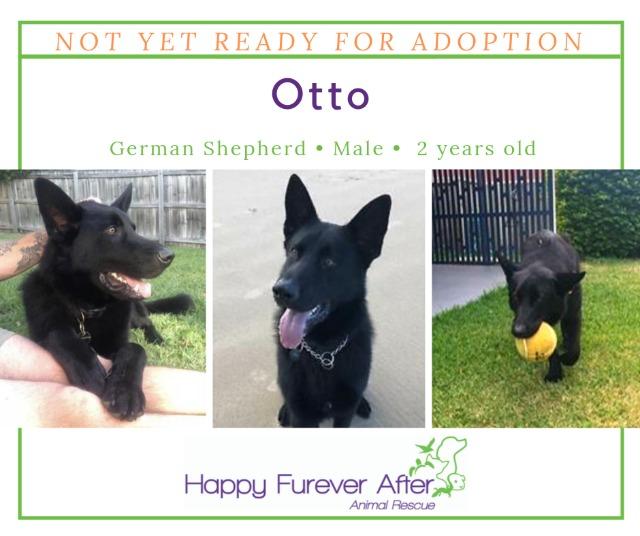 NOT YET READY FOR ADOPTION
Otto
German Shepherd • Male • 2 years old
Happy Furever After
Animal Rescue